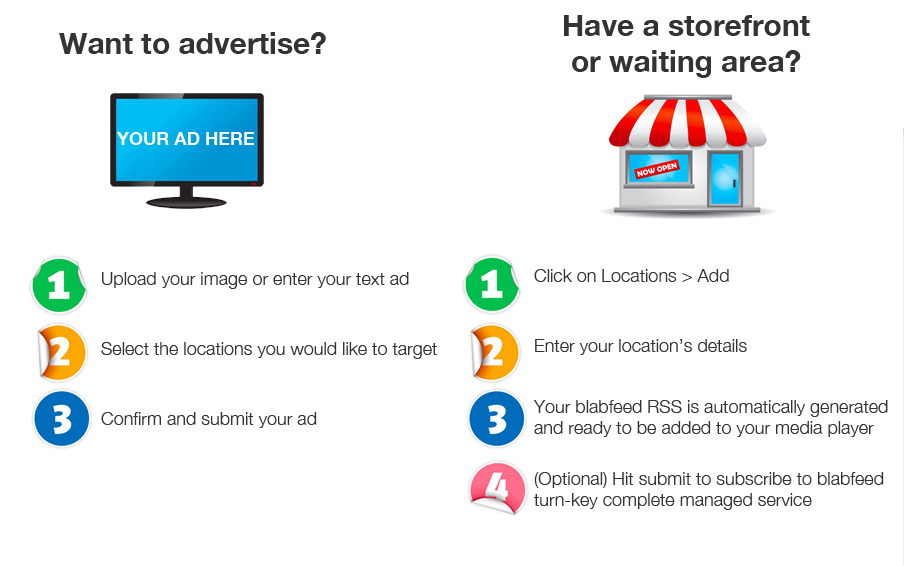 Want to advertise?
YOUR AD HERE
1 Upload your image or enter your text ad
2 Select the locations you would like to target
3 Confirm and submit your ad
Have a storefront
or waiting area?
NOW OPEN
1 Click on Locations > Add
2 Enter your location’s details
3 Your blabfeed RSS is automatically generated
and ready to be added to your media player
4 (Optional) Hit submit to subscribe to blabfeed
turn-key complete managed service